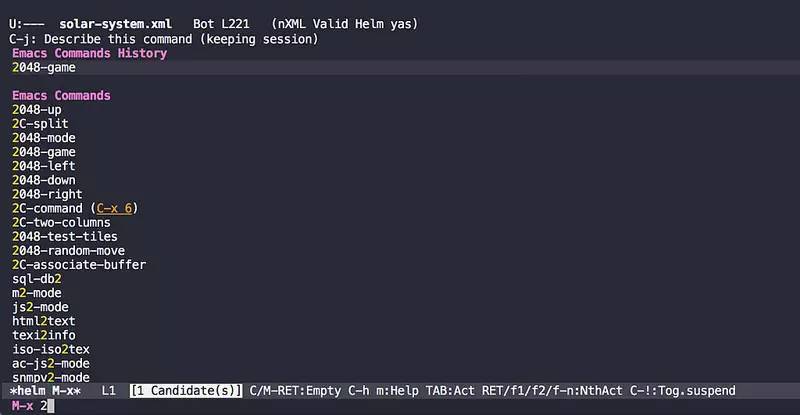 U:---  solar-system.xml   Bot L221   (nXML Valid Helm yas)
C-j: Describe this command (keeping session)
Emacs Commands History
2048-game
Emacs Commands
2048-up
2C-split
2048-mode
2048-game
2048-left
2048-down
2048-right
2C-command (C-x 6)
2C-two-columns
2048-test-tiles
2048-random-move
2C-associate-buffer
sql-db2
m2-mode
js2-mode
html2text
texi2info
iso-iso2tex
ac-js2-mode
snmpv2-mode
*helm M-x*   L1  [1 Candidate(s)] C/M-RET:Empty C-h m:Help TAB:Act RET/f1/f2/f-n:NthAct C-!:Tog.suspend
M-x 2